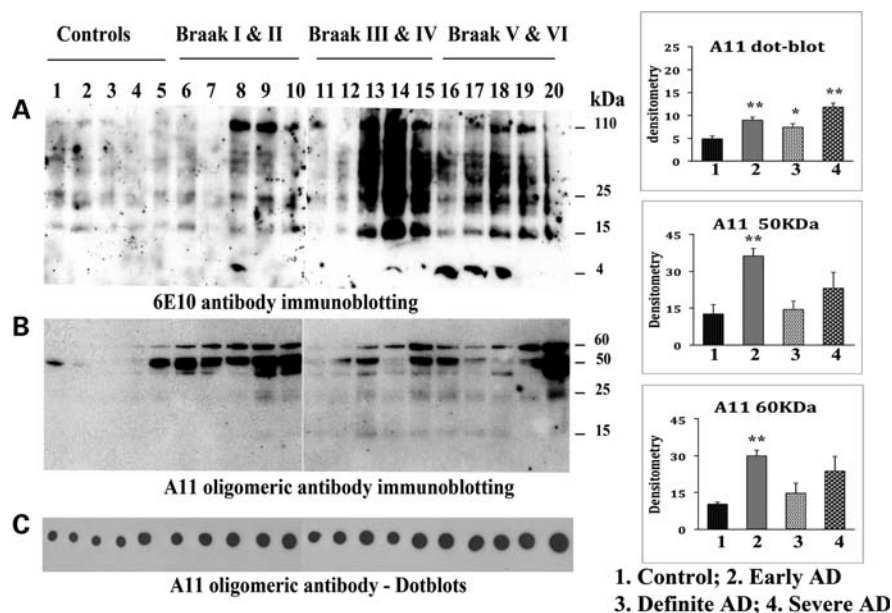 Controls Braak I & II Braak III & IV Braak V & VI
1 2 3 4 5 6 7 8 9 10 11 12 13 14 15 16 17 18 19 20
A kDa
110
25
15
4
6E10 antibody immunoblotting
B
60
50
25
15
A11 oligomeric antibody immunoblotting
C
A11 oligomeric antibody - Dotblots
A11 dot-blot
densitometry
25
20
15
10
5
0
** * **
1 2 3 4
A11 50KDa
Densitometry
45
30
15
0
**
1 2 3 4
A11 60KDa
Densitometry
45
30
15
0
**
1 2 3 4
1. Control; 2. Early AD
3. Definite AD; 4. Severe AD